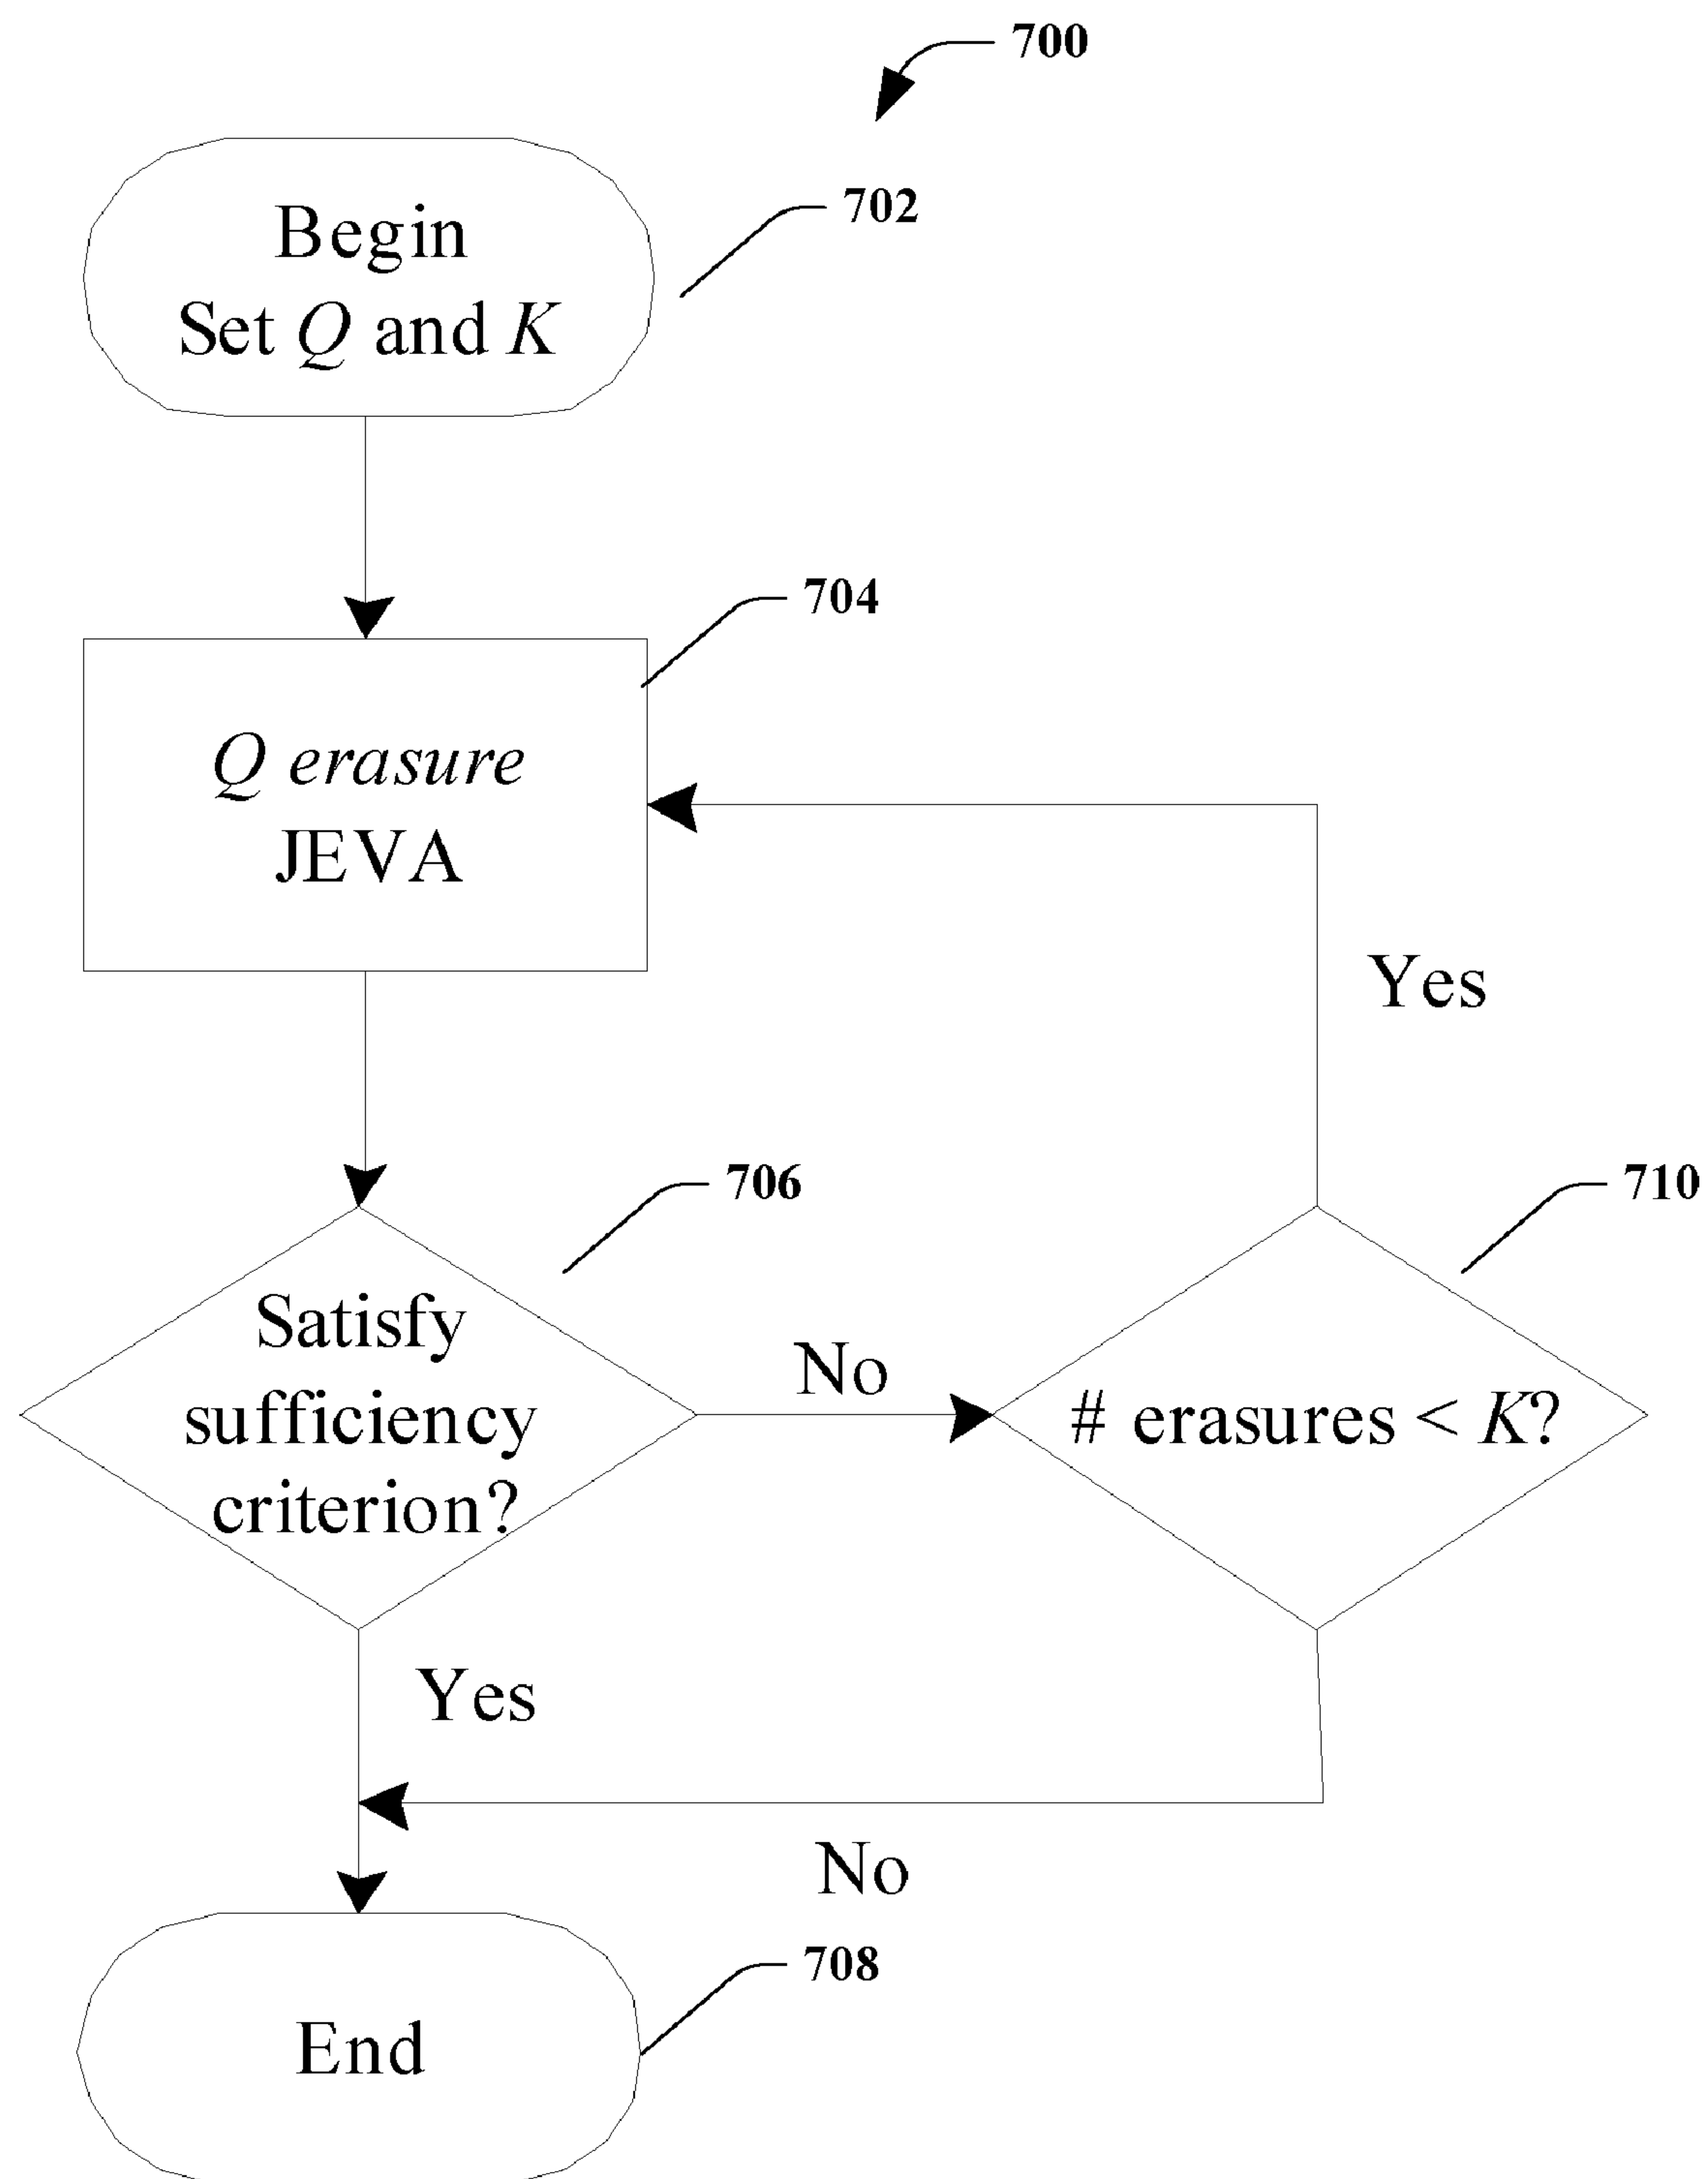 700
Begin
Set Q and K
702
704
Q erasure
JEVA
Yes
706
710
Satisfy
sufficiency
criterion?
No
# erasures < K?
Yes
No
708
End